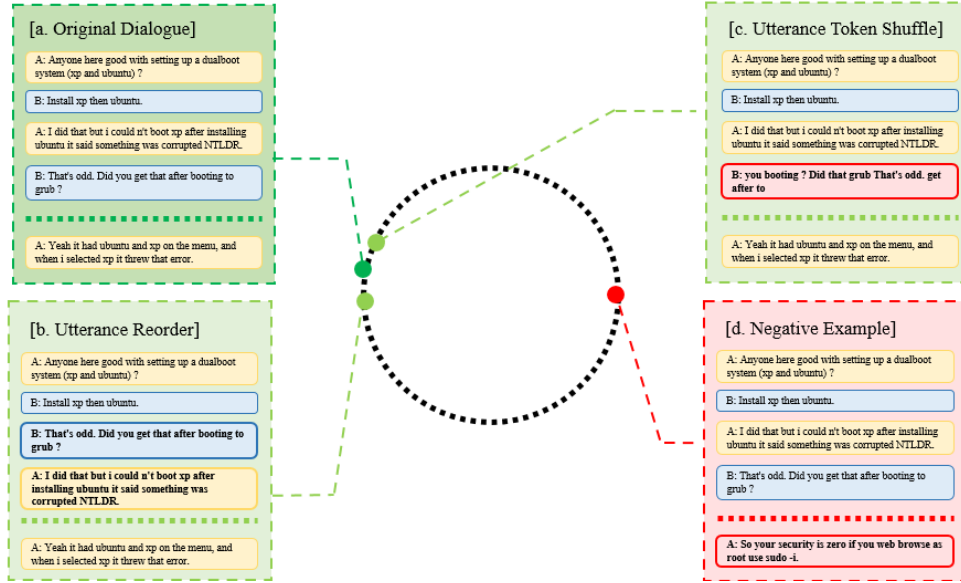 [a. Original Dialogue]
A: Anyone here good with setting up a dualboot
system (xp and ubuntu) ?
B: Install xp then ubuntu.
A: I did that but i could n't boot xp after installing
ubuntu it said something was corrupted NTLDR.
B: That's odd. Did you get that after booting to
grub ?
A: Yeah it had ubuntu and xp on the menu, and
when i selected xp it threw that error.
[b. Utterance Reorder]
A: Anyone here good with setting up a dualboot
system (xp and ubuntu) ?
B: Install xp then ubuntu.
B: That's odd. Did you get that after booting to
grub ?
A: I did that but i could n't boot xp after
installing ubuntu it said something was
corrupted NTLDR.
A: Yeah it had ubuntu and xp on the menu, and
when i selected xp it threw that error.
[c. Utterance Token Shuffle]
A: Anyone here good with setting up a dualboot
system (xp and ubuntu) ?
B: Install xp then ubuntu.
A: I did that but i could n't boot xp after installing
ubuntu it said something was corrupted NTLDR.
B: you booting ? Did that grub That's odd. get
after to
A: Yeah it had ubuntu and xp on the menu, and
when i selected xp it threw that error.
[d. Negative Example]
A: Anyone here good with setting up a dualboot
system (xp and ubuntu) ?
B: Install xp then ubuntu.
A: I did that but i could n't boot xp after installing
ubuntu it said something was corrupted NTLDR.
B: That's odd. Did you get that after booting to
grub ?
A: So your security is zero if you web browse as
root use sudo -i.